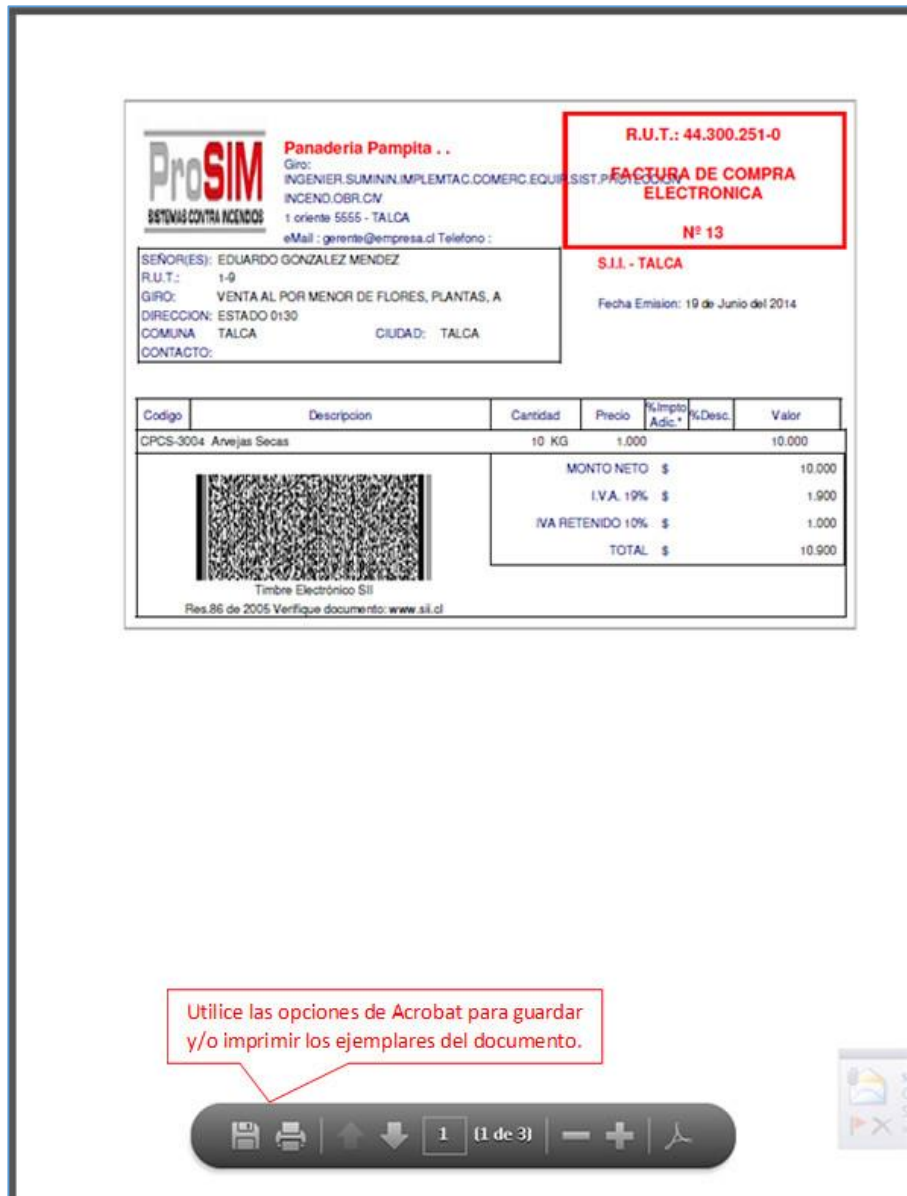 ProSIM
SISTEMAS CONTRA INCENDIOS
Panaderia Pampita . .
Giro:
INGENIER.SUMININ.IMPLEMTAC.COMERC.EQUIP.SIST.PROTECCION
INCEND.OBR.CIV
1 oriente 5555 - TALCA
eMail : gerente@empresa.cl Telefono :
R.U.T.: 44.300.251-0
FACTURA DE COMPRA
ELECTRONICA
Nº 13
S.I.I. - TALCA
Fecha Emision: 19 de Junio del 2014
SEÑOR(ES): EDUARDO GONZALEZ MENDEZ
R.U.T.: 1-9
GIRO: VENTA AL POR MENOR DE FLORES, PLANTAS, A
DIRECCION: ESTADO 0130
COMUNA TALCA CIUDAD: TALCA
CONTACTO:
Codigo Descripcion Cantidad Precio %Impto Adic.* %Desc. Valor
CPCS-3004 Arvejas Secas 10 KG 1.000 10.000
MONTO NETO $ 10.000
I.V.A. 19% $ 1.900
IVA RETENIDO 10% $ 1.000
TOTAL $ 10.900
Timbre Electrónico SII
Res.86 de 2005 Verifique documento: www.sii.cl
Utilice las opciones de Acrobat para guardar
y/o imprimir los ejemplares del documento.
1 (1 de 3)